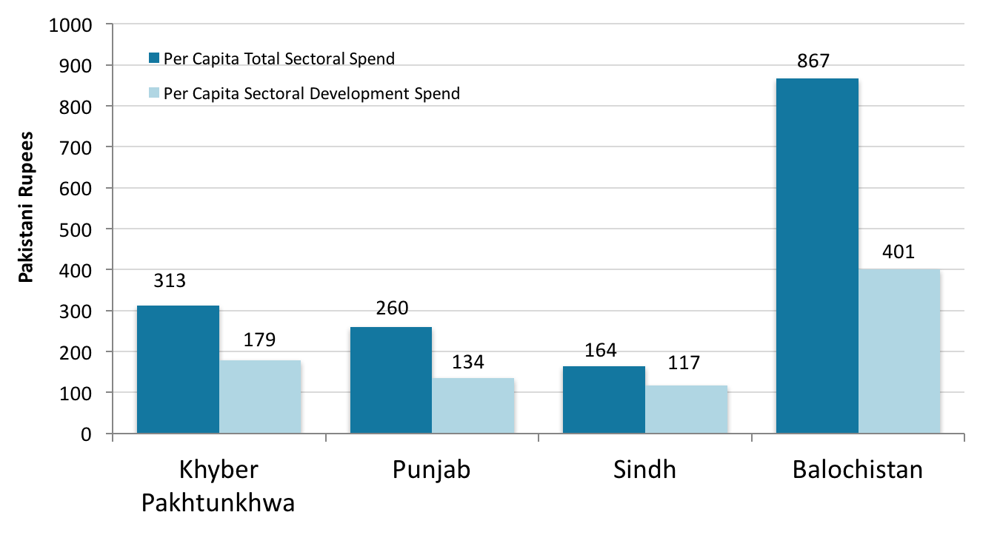 1000
900
800
700
600
500
400
300
200
100
0
Pakistani Rupees
Per Capita Total Sectoral Spend
Per Capita Sectoral Development Spend
313
179
260
134
164
117
867
401
Khyber
Pakhtunkhwa
Punjab
Sindh
Balochistan